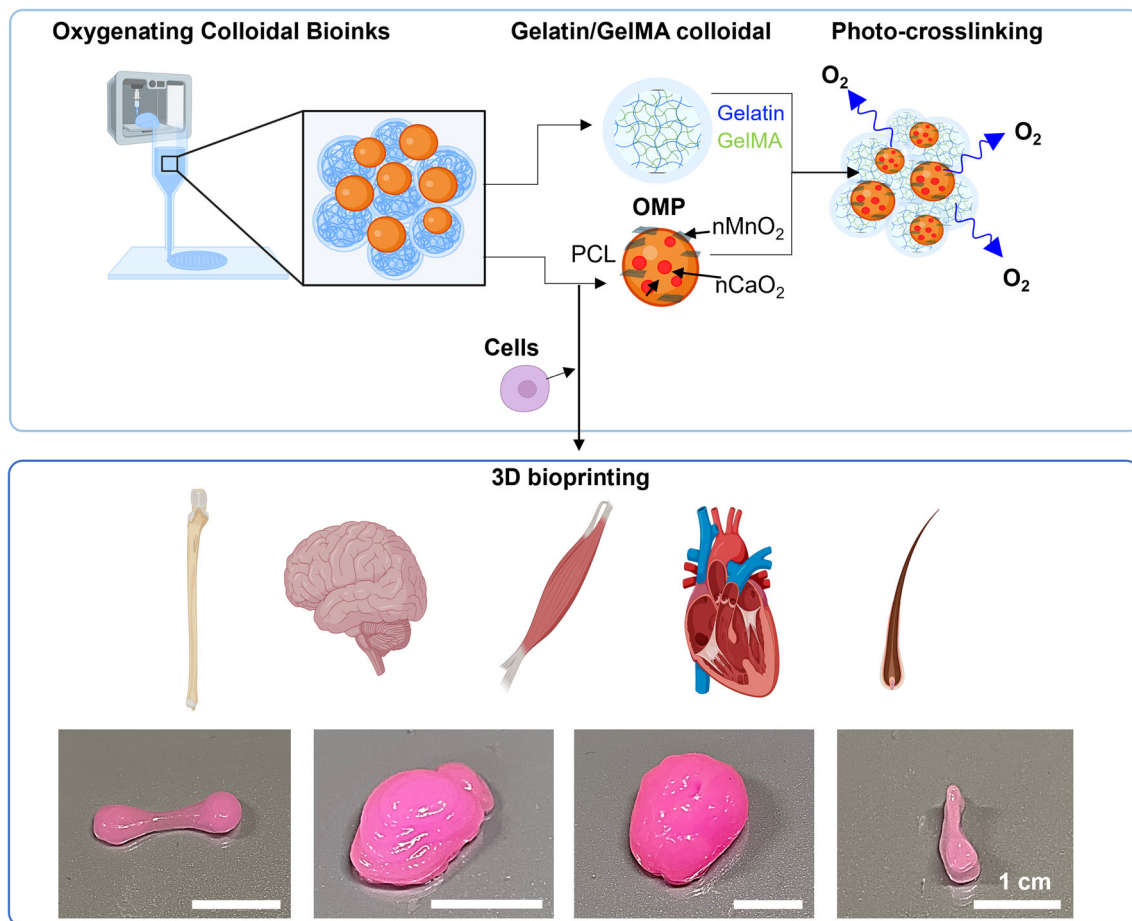 Oxygenating Colloidal Bioinks
Gelatin/GelMA colloidal
Photo-crosslinking
O₂
O₂
O₂
Gelatin
GelMA
OMP
nMnO₂
PCL
nCaO₂
Cells
3D bioprinting
1 cm